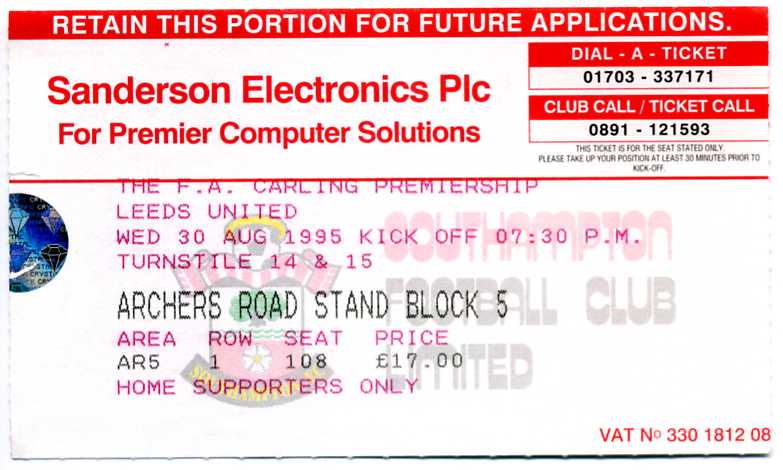 RETAIN THIS PORTION FOR FUTURE APPLICATIONS.
Sanderson Electronics Plc
For Premier Computer Solutions
DIAL - A - TICKET
01703 - 337171
CLUB CALL / TICKET CALL
0891 - 121593
THIS TICKET IS FOR THE SEAT STATED ONLY.
PLEASE TAKE UP YOUR POSITION AT LEAST 30 MINUTES PRIOR TO
KICK-OFF.
THE F.A. CARLING PREMIERSHIP
LEEDS UNITED
WED 30 AUG 1995 KICK OFF 07:30 P.M.
TURNSTILE 14 & 15
SOUTHAMPTON
FOOTBALL CLUB
LIMITED
ARCHERS ROAD STAND BLOCK 5
AREA ROW SEAT PRICE
AR5 1 108 £17.00
HOME SUPPORTERS ONLY
SOUTHAMPTON FC
VAT Nº 330 1812 08